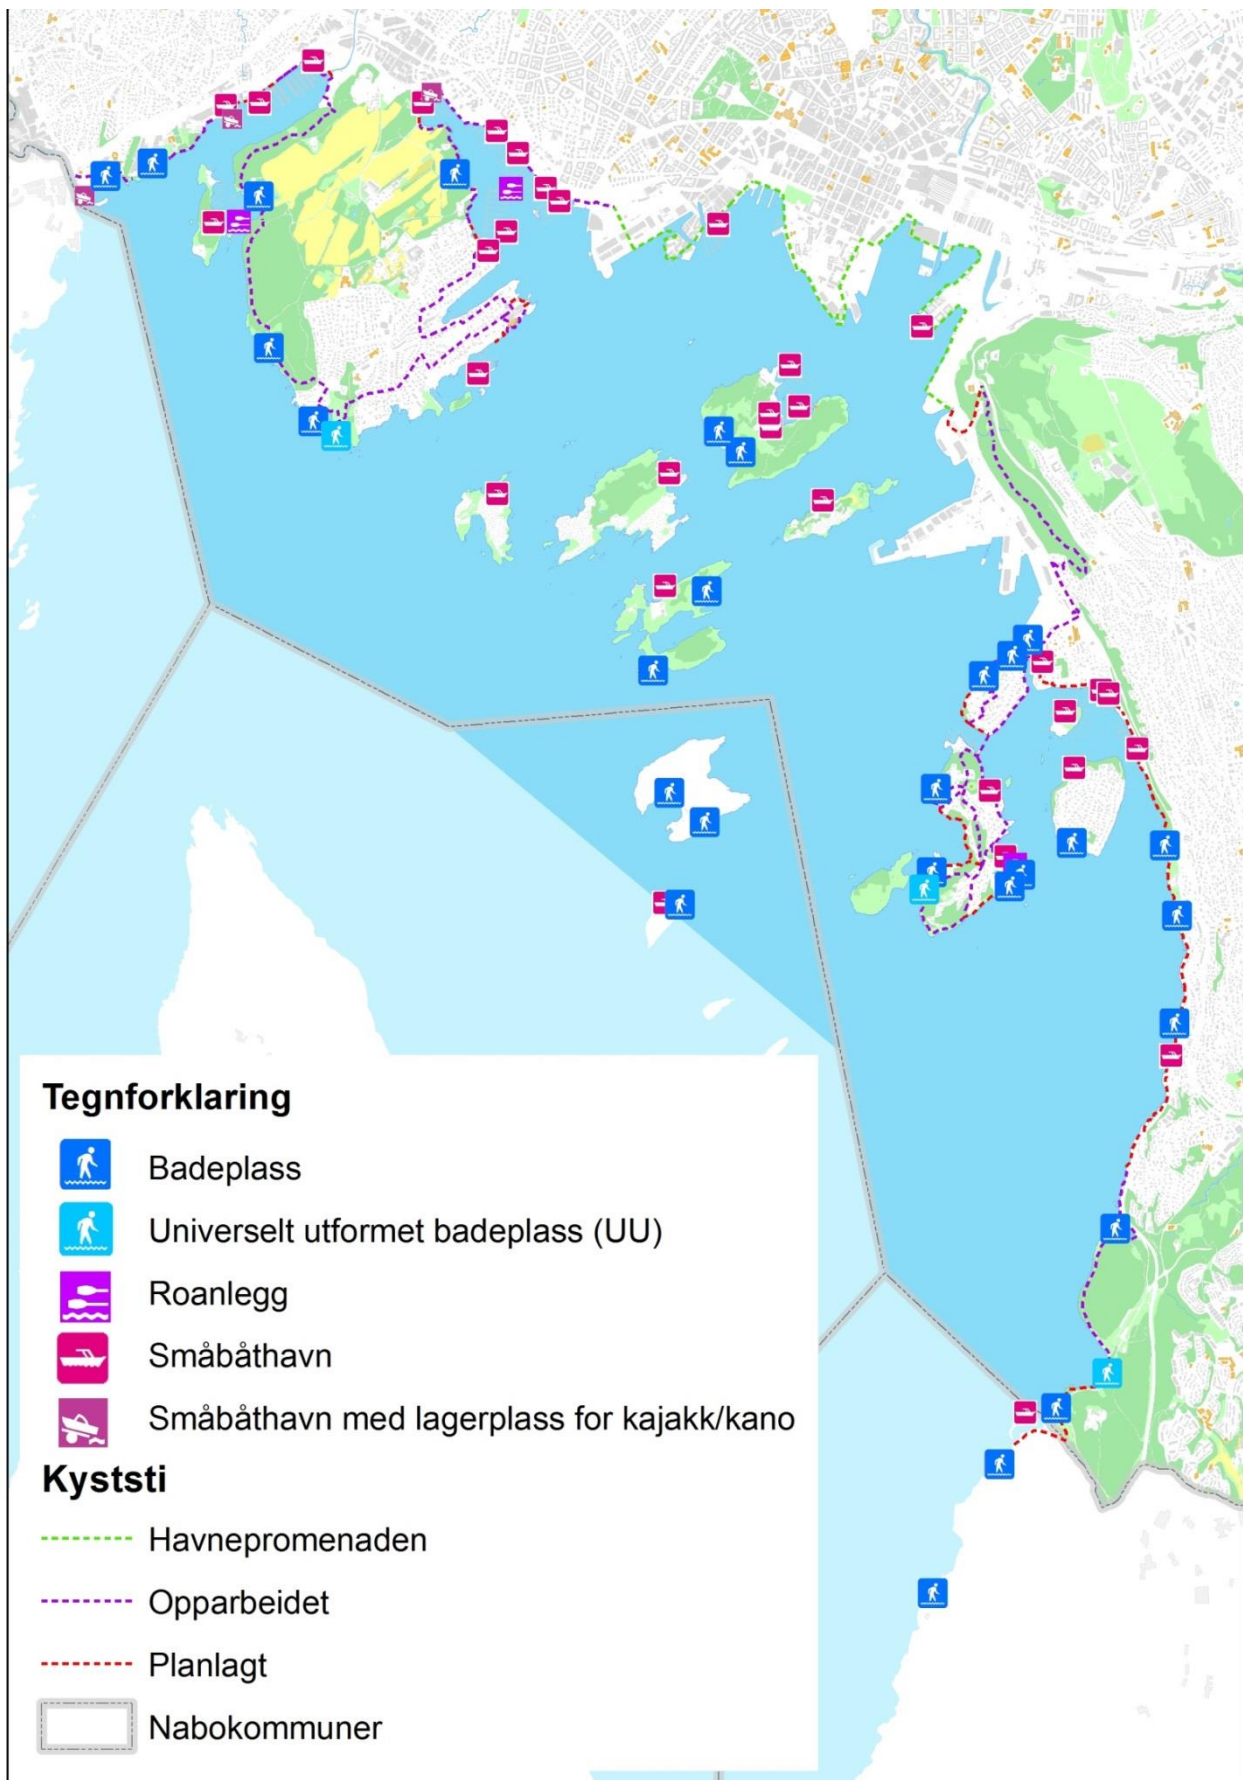 Tegnforklaring
Badeplass
Universelt utformet badeplass (UU)
Roanlegg
Småbåthavn
Småbåthavn med lagerplass for kajakk/kano
Kyststi
Havnepromenaden
Opparbeidet
Planlagt
Nabokommuner